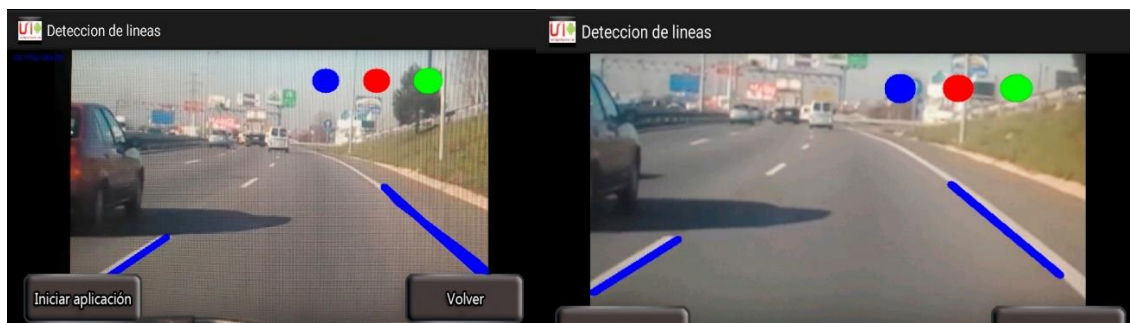 Deteccion de lineas
Iniciar aplicación
Volver
Deteccion de lineas